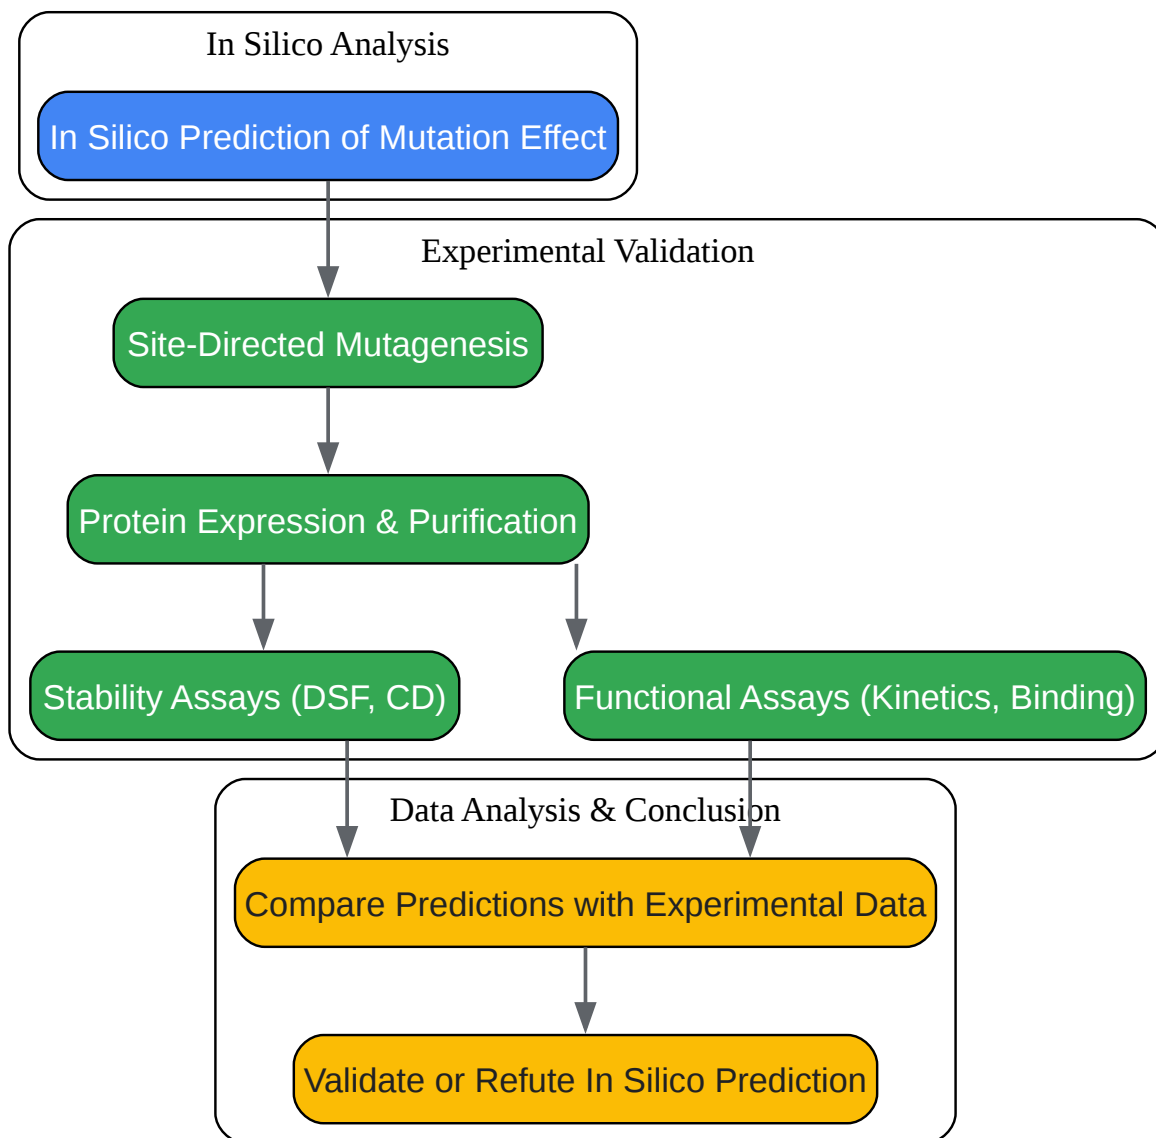 In Silico Analysis
In Silico Prediction of Mutation Effect
Experimental Validation
Site-Directed Mutagenesis
Protein Expression & Purification
Stability Assays (DSF, CD)
Functional Assays (Kinetics, Binding)
Data Analysis & Conclusion
Compare Predictions with Experimental Data
Validate or Refute In Silico Prediction